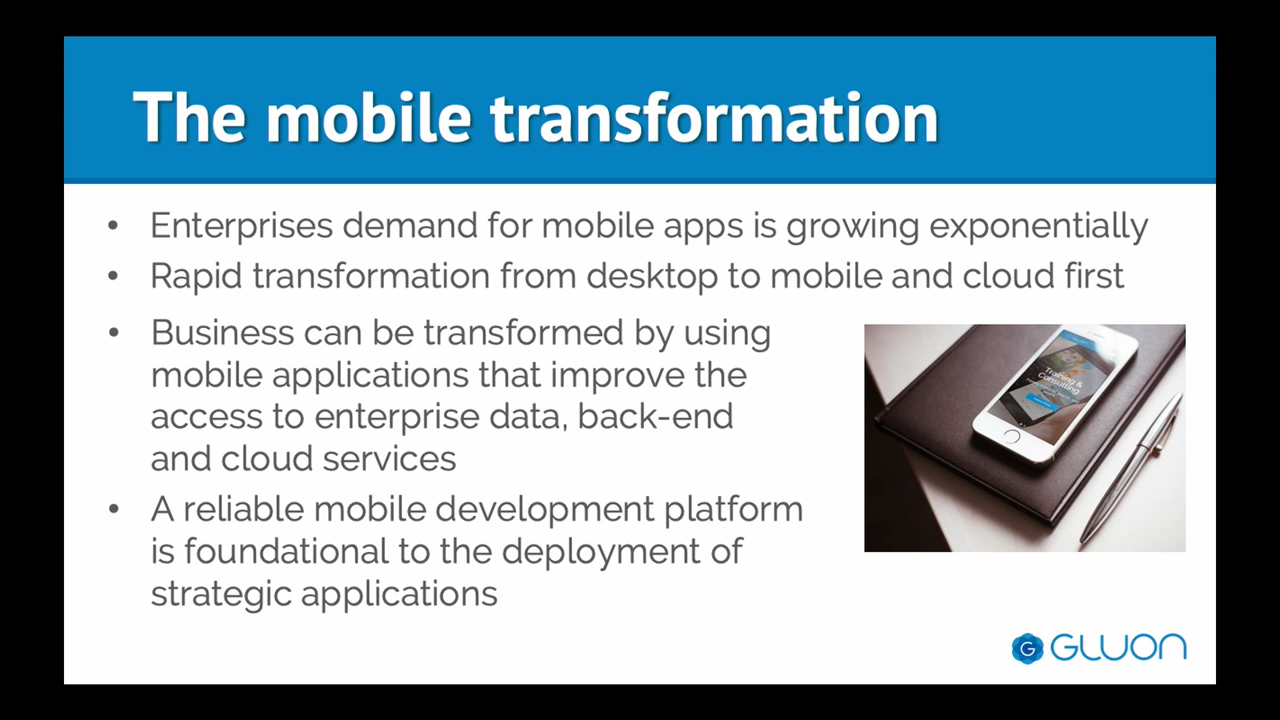 The mobile transformation
• Enterprises demand for mobile apps is growing exponentially
• Rapid transformation from desktop to mobile and cloud first
• Business can be transformed by using
mobile applications that improve the
access to enterprise data, back-end
and cloud services
• A reliable mobile development platform
is foundational to the deployment of
strategic applications
Training &
Consulting
G GLUON